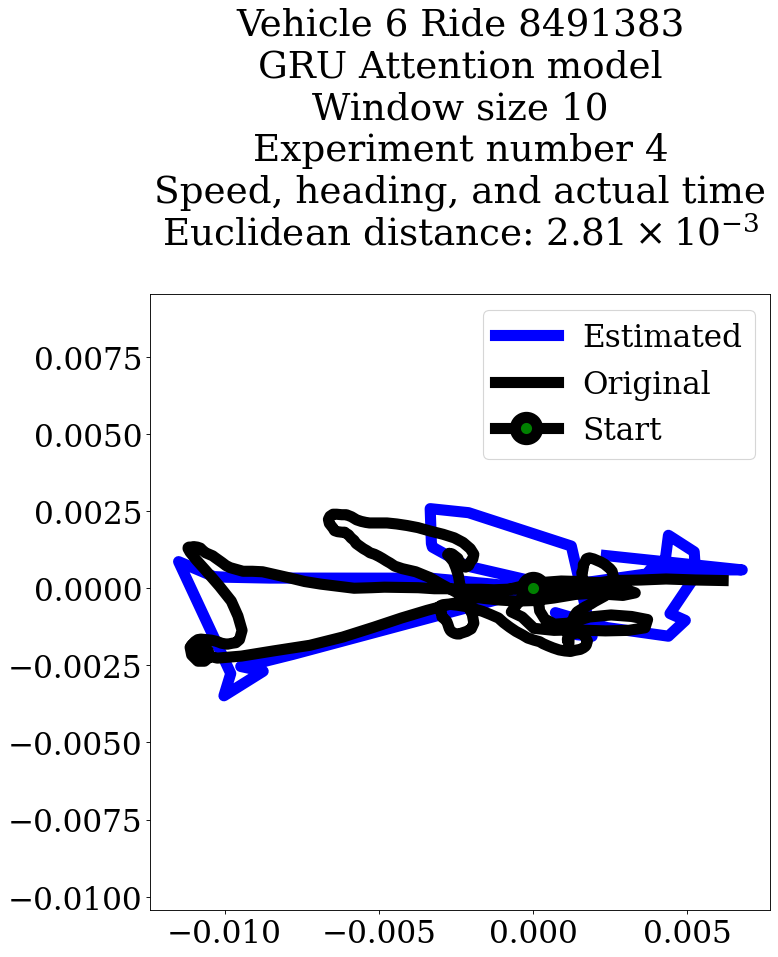 Vehicle 6 Ride 8491383
GRU Attention model
Window size 10
Experiment number 4
Speed, heading, and actual time
Euclidean distance: 2.81 × 10⁻³
Estimated
Original
Start
0.0075
0.0050
0.0025
0.0000
−0.0025
−0.0050
−0.0075
−0.0100
−0.010 −0.005 0.000 0.005